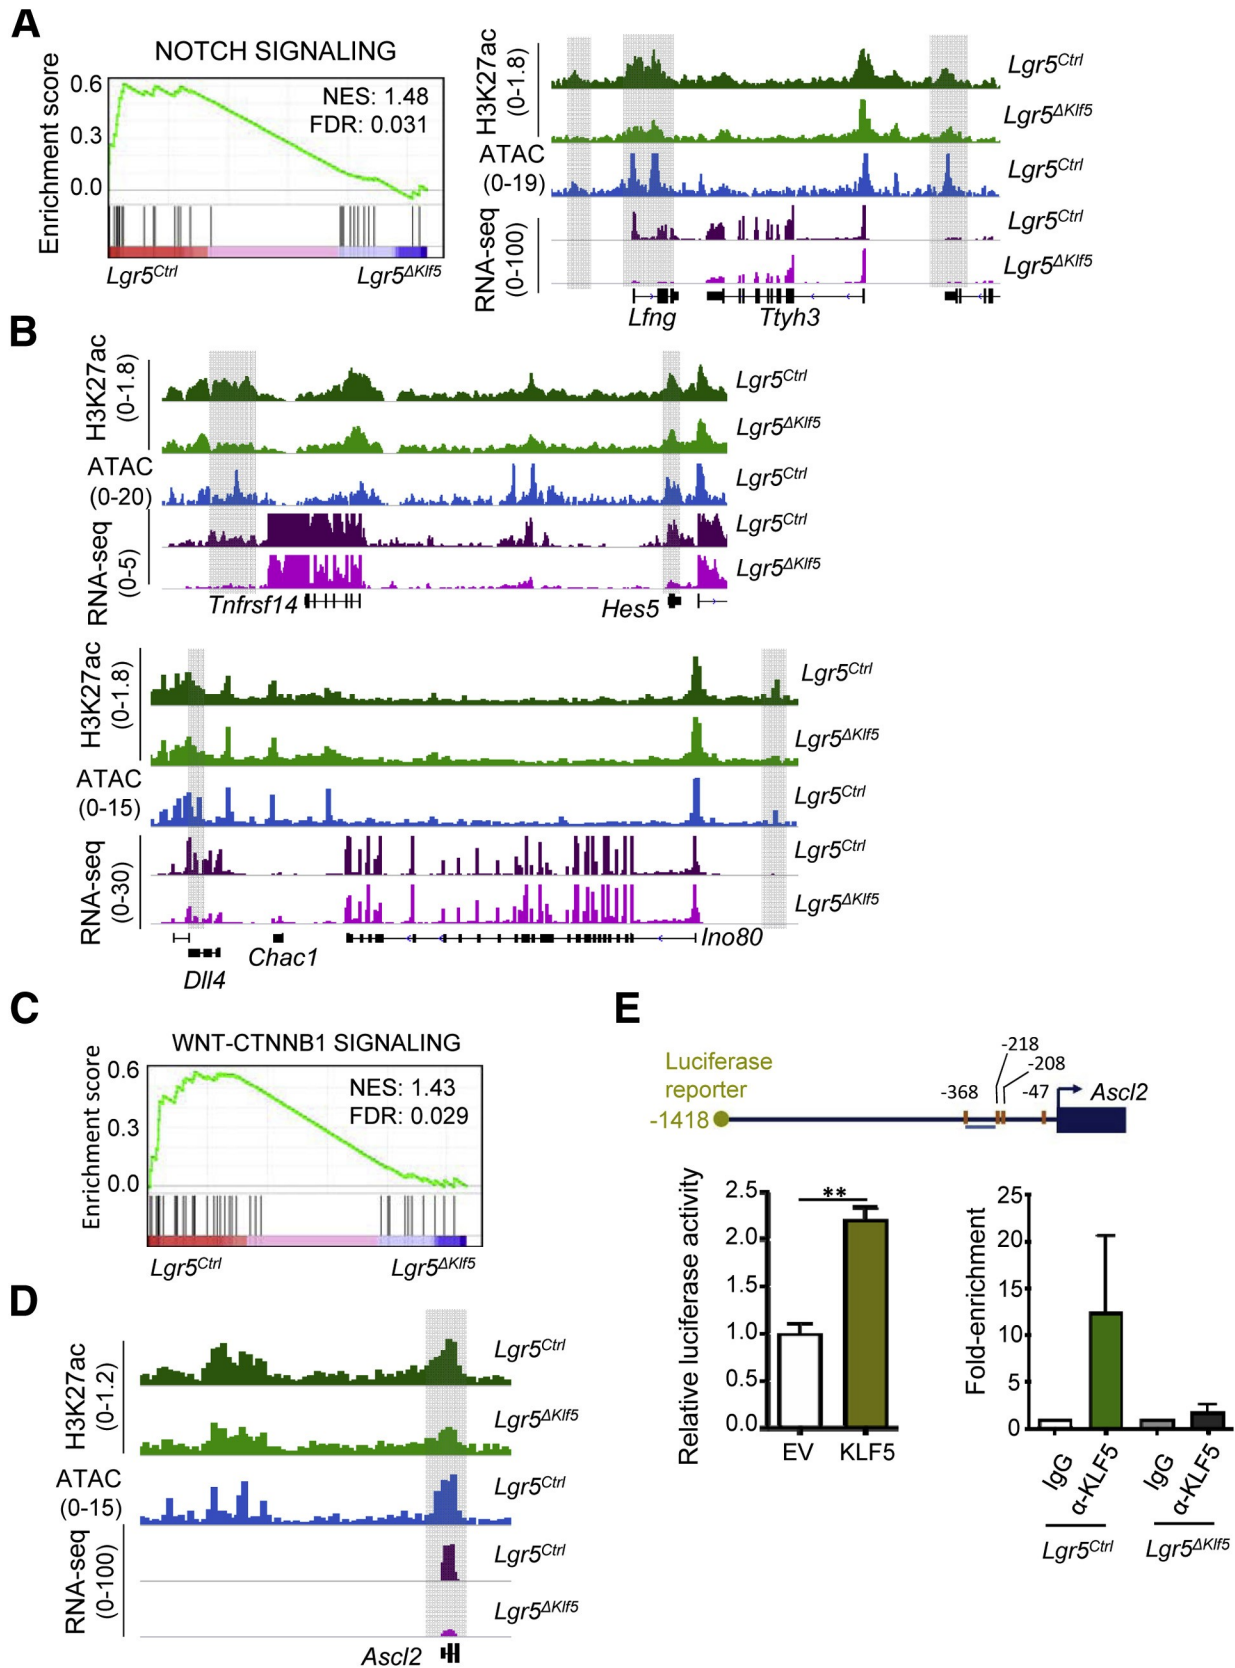 A
NOTCH SIGNALING
Enrichment score
0.6
0.3
0.0
NES: 1.48
FDR: 0.031
Lgr5Ctrl
Lgr5ΔKlf5
H3K27ac
(0-1.8)
Lgr5Ctrl
Lgr5ΔKlf5
ATAC
(0-19)
Lgr5Ctrl
RNA-seq
(0-100)
Lgr5Ctrl
Lgr5ΔKlf5
Lfng
Ttyh3
B
H3K27ac
(0-1.8)
Lgr5Ctrl
Lgr5ΔKlf5
ATAC
(0-20)
Lgr5Ctrl
RNA-seq
(0-5)
Lgr5Ctrl
Lgr5ΔKlf5
Tnfrsf14
Hes5
H3K27ac
(0-1.8)
Lgr5Ctrl
Lgr5ΔKlf5
ATAC
(0-15)
Lgr5Ctrl
RNA-seq
(0-30)
Lgr5Ctrl
Lgr5ΔKlf5
Dll4
Chac1
Ino80
C
WNT-CTNNB1 SIGNALING
Enrichment score
0.6
0.3
0.0
NES: 1.43
FDR: 0.029
Lgr5Ctrl
Lgr5ΔKlf5
D
H3K27ac
(0-1.2)
Lgr5Ctrl
Lgr5ΔKlf5
ATAC
(0-15)
Lgr5Ctrl
RNA-seq
(0-100)
Lgr5Ctrl
Lgr5ΔKlf5
Ascl2
E
Luciferase
reporter
-1418
-368
-218
-208
-47
Ascl2
Relative luciferase activity
2.5
2.0
1.5
1.0
0.5
0.0
**
EV
KLF5
Fold-enrichment
25
20
15
10
5
0
IgG
α-KLF5
IgG
α-KLF5
Lgr5Ctrl
Lgr5ΔKlf5